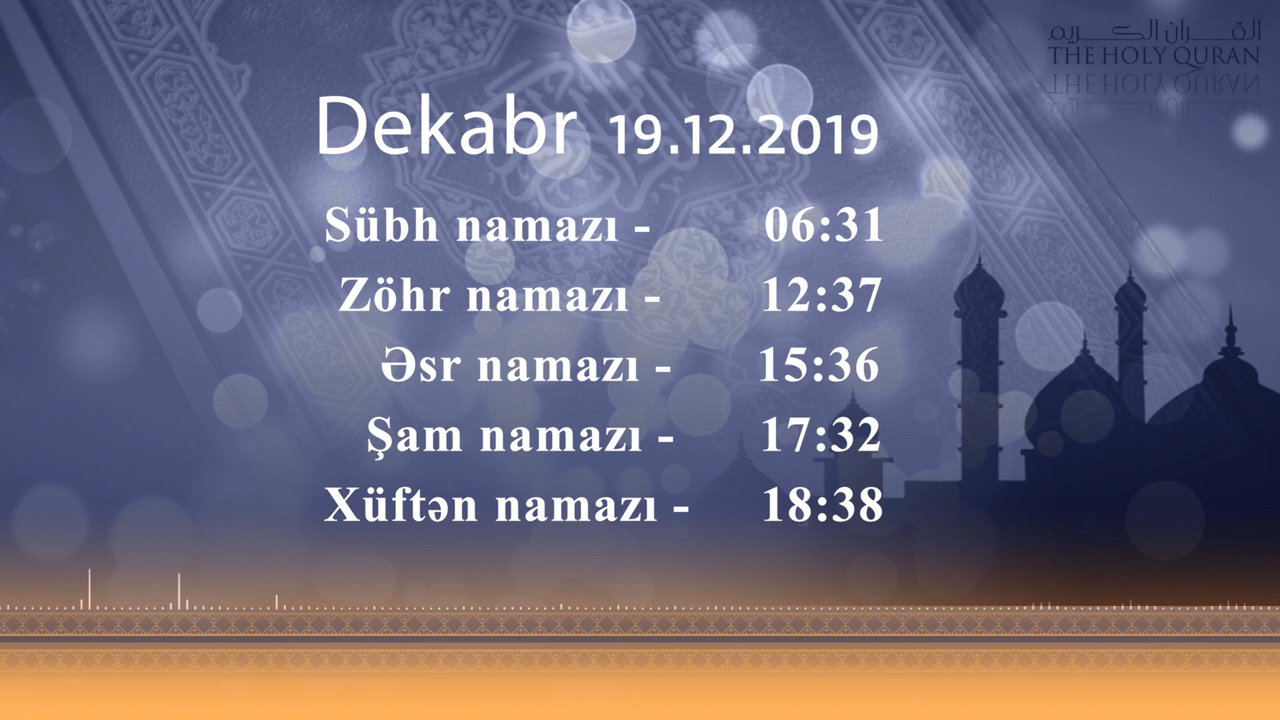 القرآن الكريم
THE HOLY QURAN
Dekabr 19.12.2019
Sübh namazı - 06:31
Zöhr namazı - 12:37
Əsr namazı - 15:36
Şam namazı - 17:32
Xüftən namazı - 18:38